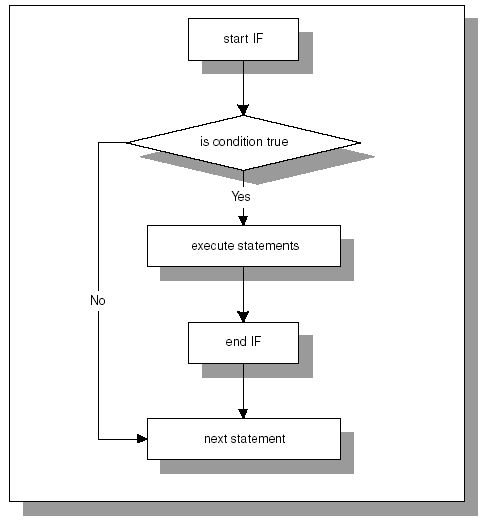 start IF
is condition true
Yes
execute statements
No
end IF
next statement